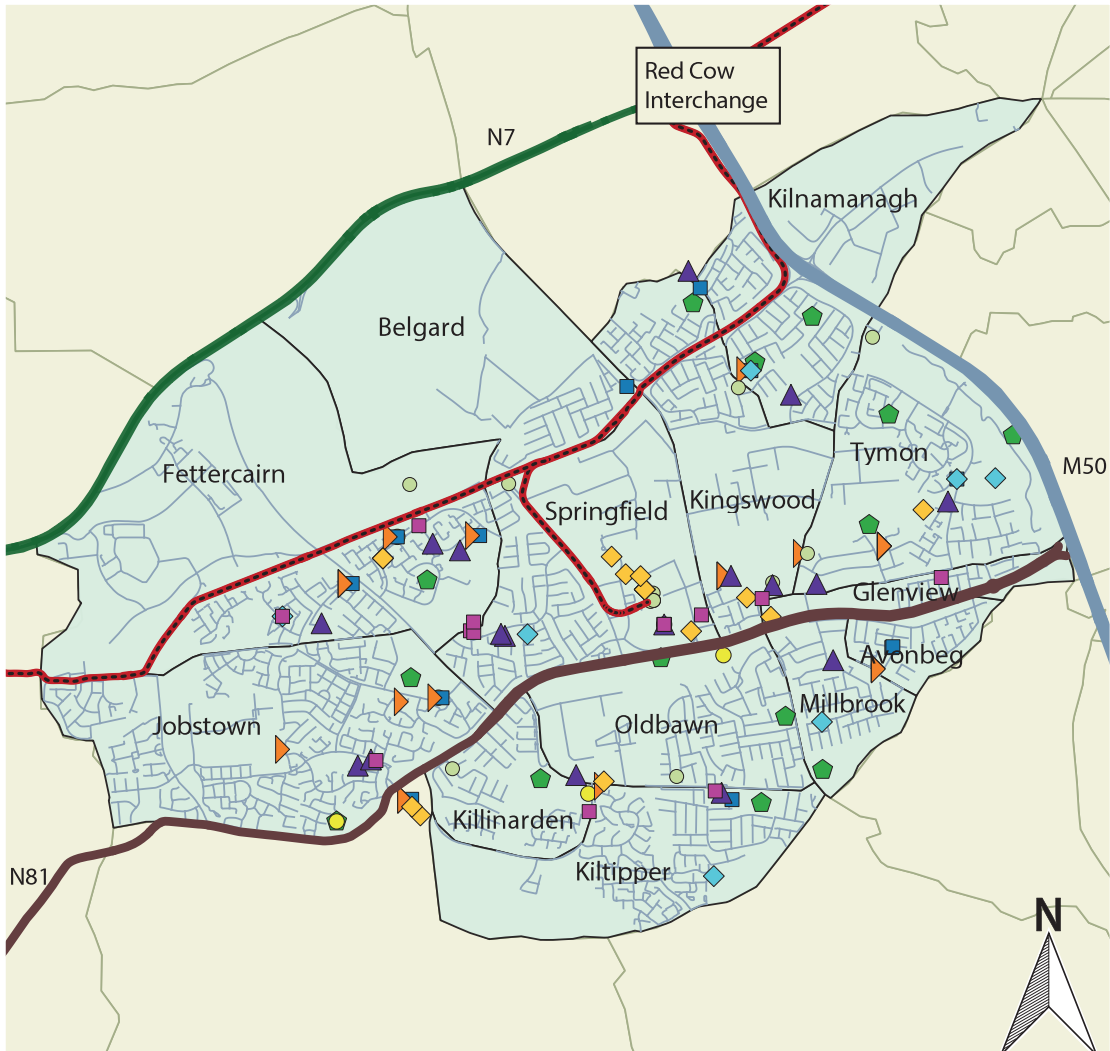 Red Cow
Interchange
N7
Kilnamanagh
Belgard
Tymon
M50
Fettercairn
Springfield
Kingswood
Glenview
Avonbeg
Millbrook
Jobstown
Oldbawn
Killinarden
Kiltipper
N81
N